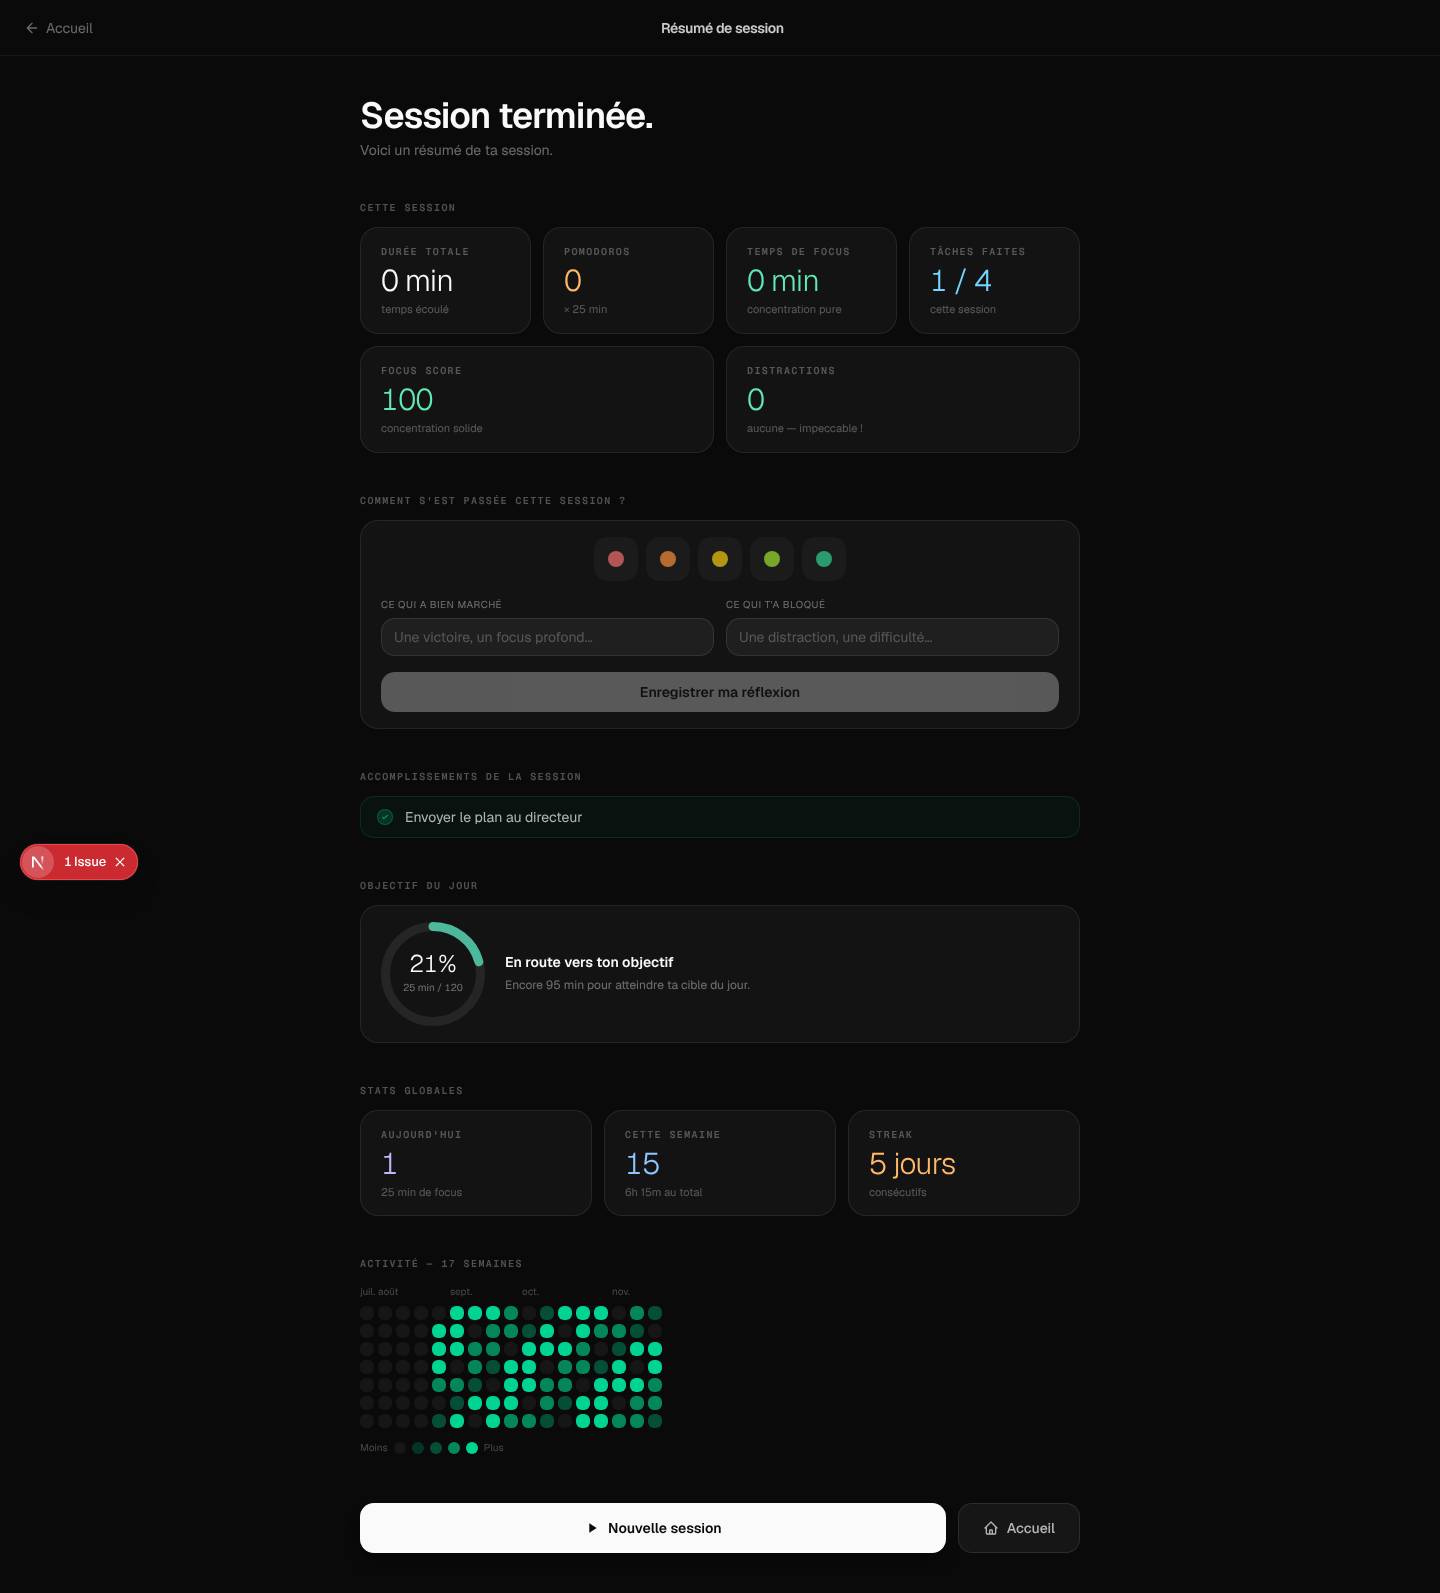 Accueil
Résumé de session
Session terminée.
Voici un résumé de ta session.
CETTE SESSION
DURÉE TOTALE
0 min
temps écoulé
POMODOROS
0
× 25 min
TEMPS DE FOCUS
0 min
concentration pure
TÂCHES FAITES
1 / 4
cette session
FOCUS SCORE
100
concentration solide
DISTRACTIONS
0
aucune — impeccable !
COMMENT S'EST PASSÉE CETTE SESSION ?
CE QUI A BIEN MARCHÉ
Une victoire, un focus profond...
CE QUI T'A BLOQUÉ
Une distraction, une difficulté...
Enregistrer ma réflexion
ACCOMPLISSEMENTS DE LA SESSION
Envoyer le plan au directeur
N 1 Issue
OBJECTIF DU JOUR
21%
25 min / 120
En route vers ton objectif
Encore 95 min pour atteindre ta cible du jour.
STATS GLOBALES
AUJOURD'HUI
1
25 min de focus
CETTE SEMAINE
15
6h 15m au total
STREAK
5 jours
consécutifs
ACTIVITÉ — 17 SEMAINES
juil. août sept. oct. nov.
Moins Plus
Nouvelle session
Accueil